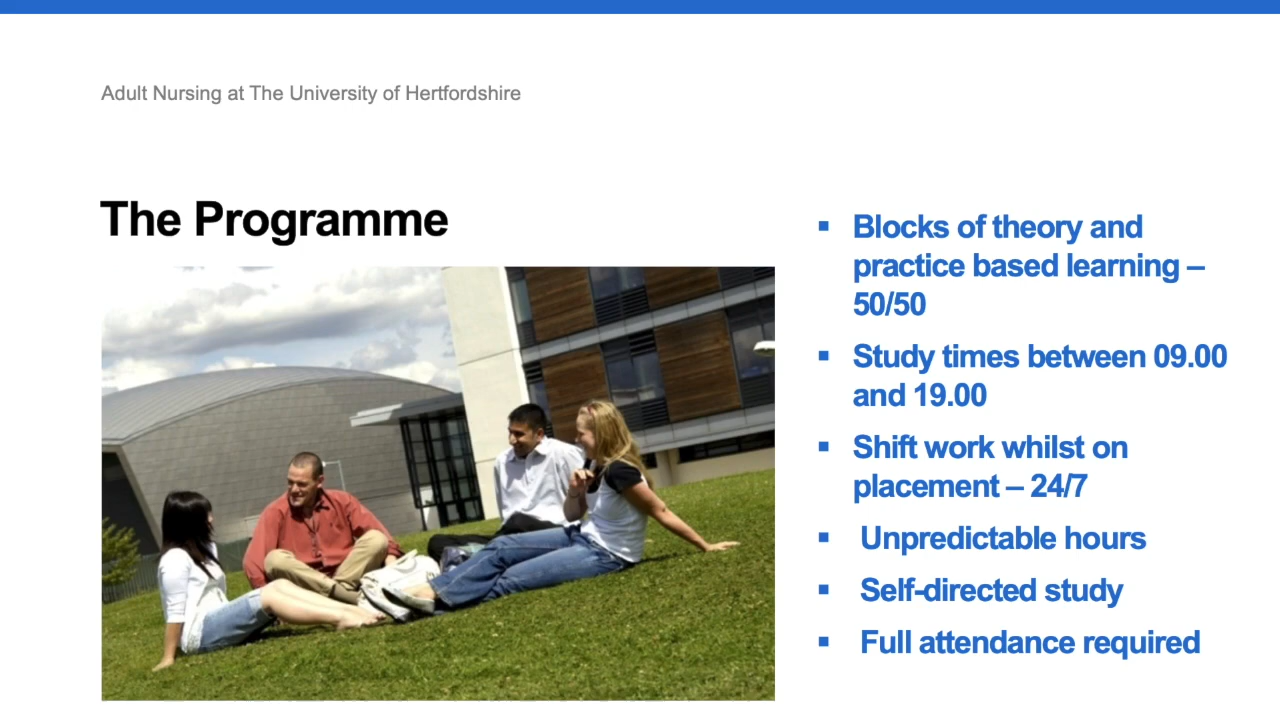 Adult Nursing at The University of Hertfordshire
The Programme
▪ Blocks of theory and
practice based learning –
50/50
▪ Study times between 09.00
and 19.00
▪ Shift work whilst on
placement – 24/7
▪ Unpredictable hours
▪ Self-directed study
▪ Full attendance required